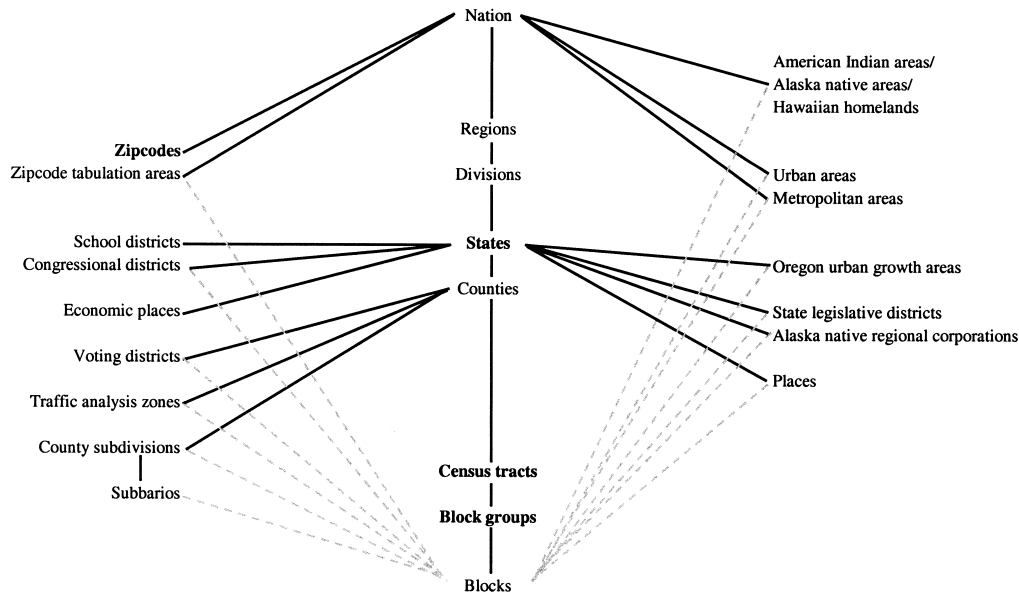 Nation
American Indian areas/
Alaska native areas/
Hawaiian homelands
Regions
Zipcodes
Zipcode tabulation areas
Divisions
Urban areas
Metropolitan areas
School districts
States
Congressional districts
Oregon urban growth areas
Counties
Economic places
State legislative districts
Alaska native regional corporations
Voting districts
Places
Traffic analysis zones
County subdivisions
Census tracts
Subbarios
Block groups
Blocks